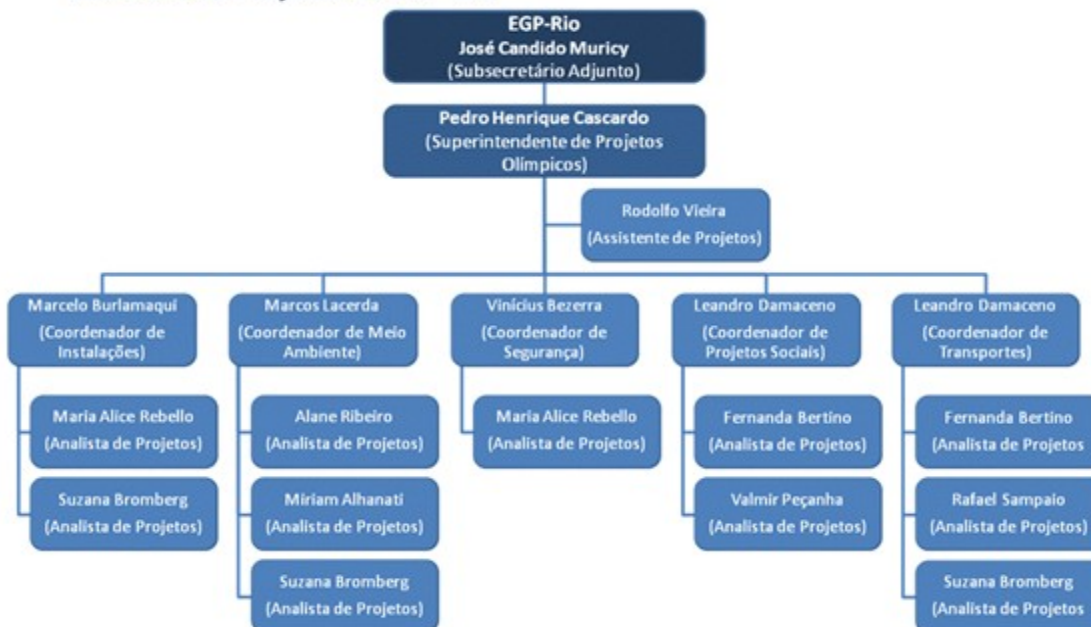 EGP-Rio
José Candido Muricy
(Subsecretário Adjunto)
Pedro Henrique Cascardo
(Superintendente de Projetos
Olímpicos)
Rodolfo Vieira
(Assistente de Projetos)
Marcelo Burlamaqui
(Coordenador de
Instalações)
Maria Alice Rebello
(Analista de Projetos)
Suzana Bromberg
(Analista de Projetos)
Marcos Lacerda
(Coordenador de Meio
Ambiente)
Alane Ribeiro
(Analista de Projetos)
Miriam Alhanati
(Analista de Projetos)
Suzana Bromberg
(Analista de Projetos)
Vinícius Bezerra
(Coordenador de
Segurança)
Maria Alice Rebello
(Analista de Projetos)
Leandro Damaceno
(Coordenador de
Projetos Sociais)
Fernanda Bertino
(Analista de Projetos)
Valmir Peçanha
(Analista de Projetos)
Leandro Damaceno
(Coordenador de
Transportes)
Fernanda Bertino
(Analista de Projetos
Rafael Sampaio
(Analista de Projetos)
Suzana Bromberg
(Analista de Projetos